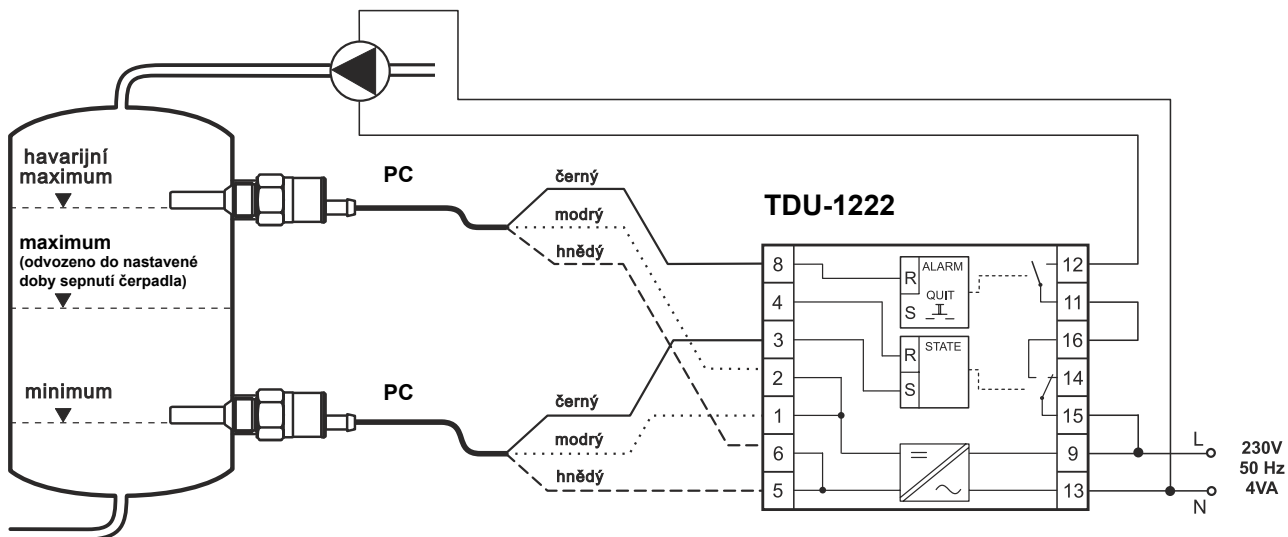 havarijní
maximum
maximum
(odvozeno do nastavené
doby sepnutí čerpadla)
minimum
PC
černý
modrý
hnědý
PC
černý
modrý
hnědý
TDU-1222
8
4
3
2
1
6
5
R
ALARM
QUIT
S
R
STATE
S
12
11
16
14
15
9
13
L
N
230V
50 Hz
4VA